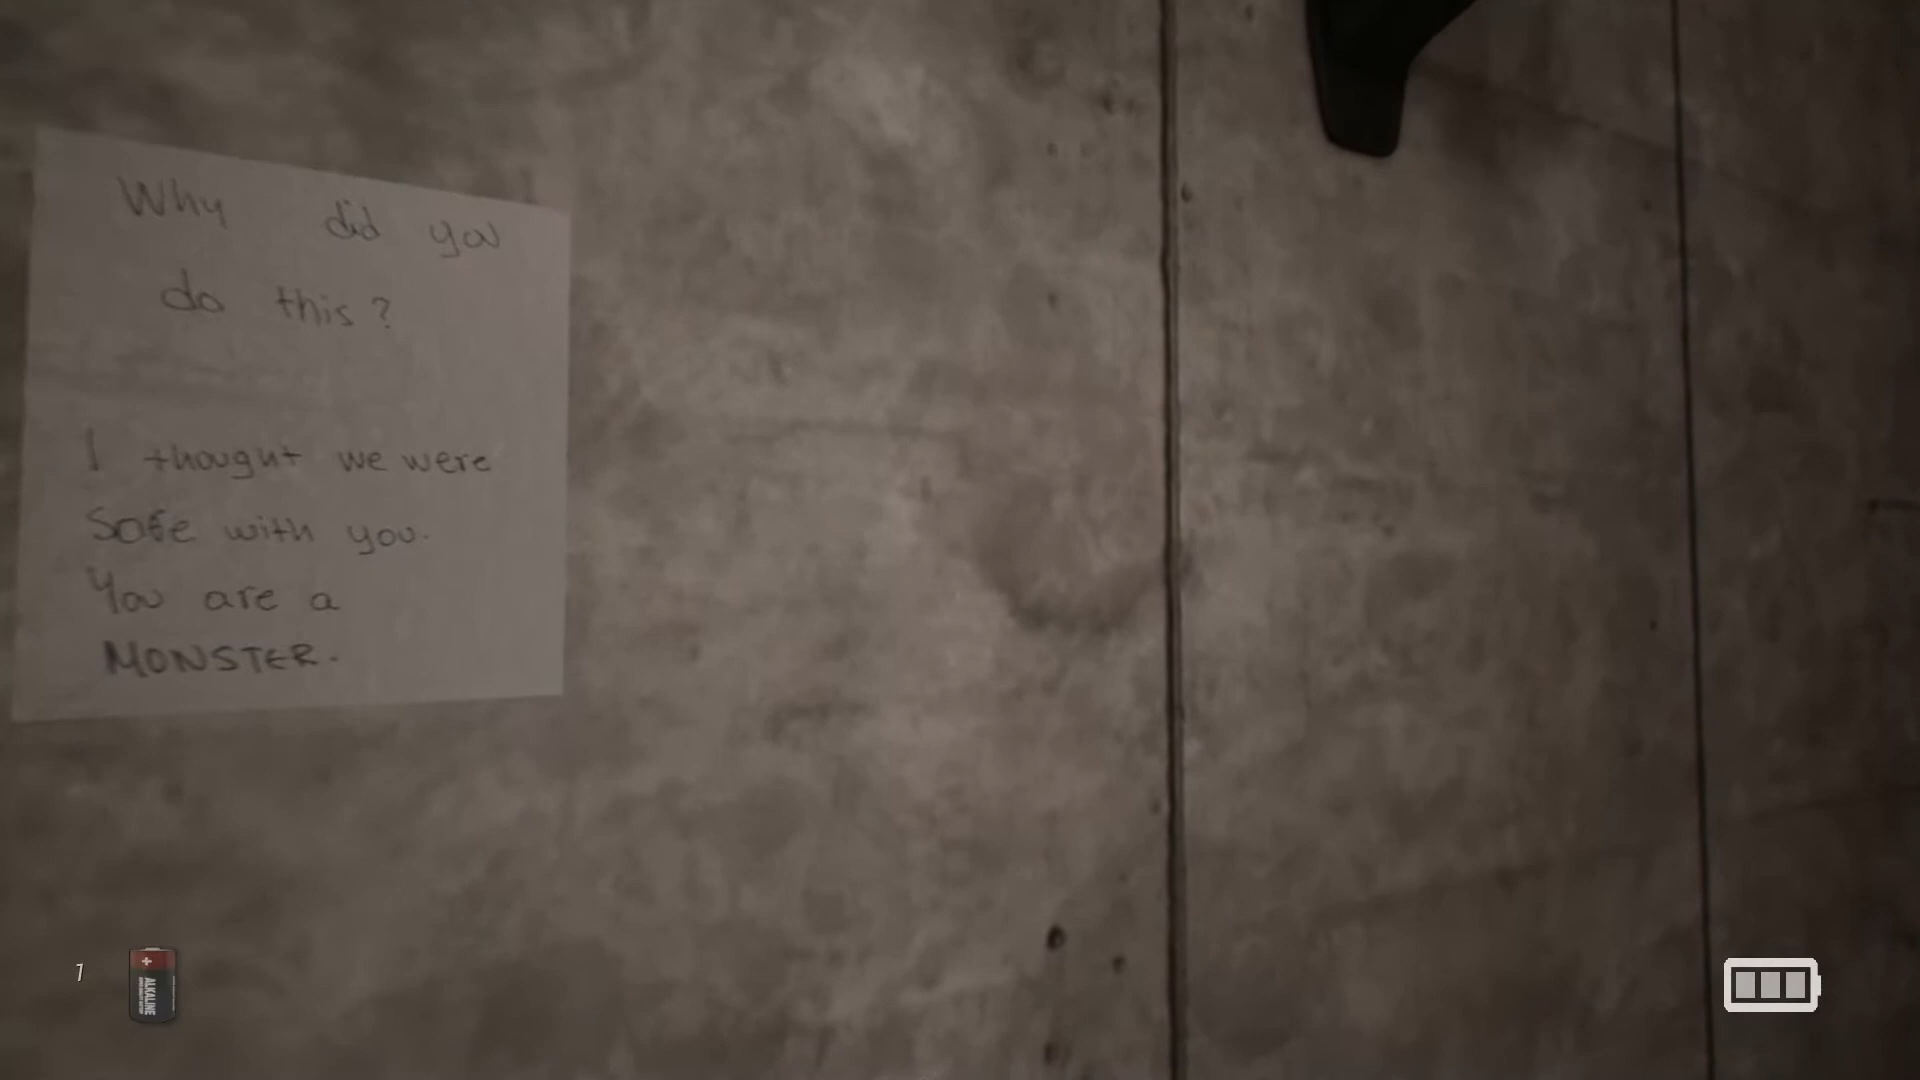 Why did you
do this?
I thought we were
Safe with you.
You are a
MONSTER.
1
ALKALINE